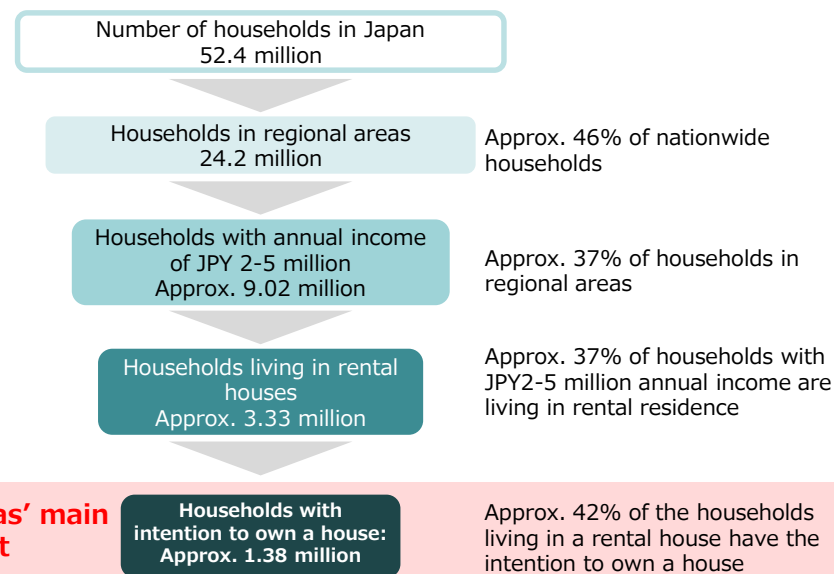 Number of households in Japan
52.4 million
Households in regional areas
24.2 million
Approx. 46% of nationwide
households
Households with annual income
of JPY 2-5 million
Approx. 9.02 million
Approx. 37% of households in
regional areas
Households living in rental
houses
Approx. 3.33 million
Approx. 37% of households with
JPY2-5 million annual income are
living in rental residence
as’ main
t
Households with
intention to own a house:
Approx. 1.38 million
Approx. 42% of the households
living in a rental house have the
intention to own a house